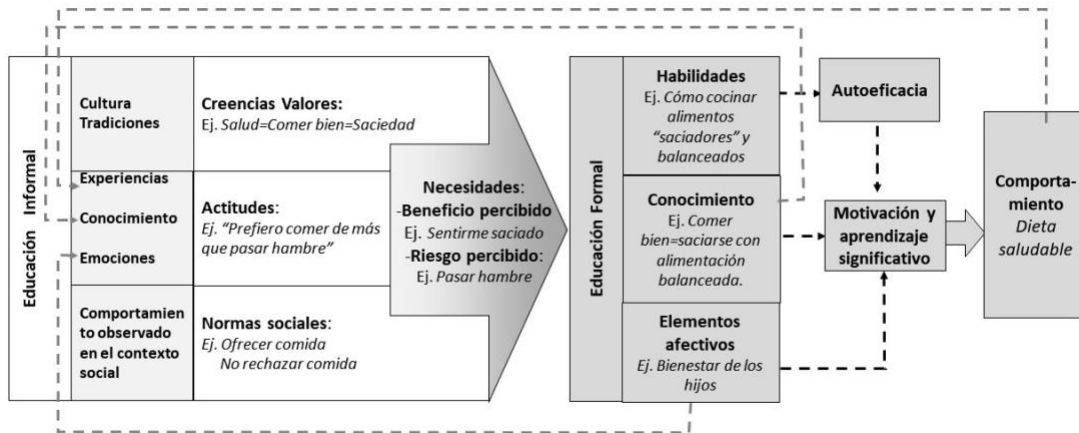 Educación Informal
Cultura
Tradiciones
Creencias Valores:
Ej. Salud=Comer bien=Saciedad
Experiencias
Conocimiento
Emociones
Actitudes:
Ej. “Prefiero comer de más
que pasar hambre”
Comportamien
to observado
en el contexto
social
Normas sociales:
Ej. Ofrecer comida
No rechazar comida
Necesidades:
-Beneficio percibido
Ej. Sentirme saciado
-Riesgo percibido:
Ej. Pasar hambre
Educación Formal
Habilidades
Ej. Cómo cocinar
alimentos
“saciadores” y
balanceados
Conocimiento
Ej. Comer
bien=saciarse con
alimentación
balanceada.
Elementos
afectivos
Ej. Bienestar de los
hijos
Autoeficacia
Motivación y
aprendizaje
significativo
Comporta-
miento
Dieta
saludable